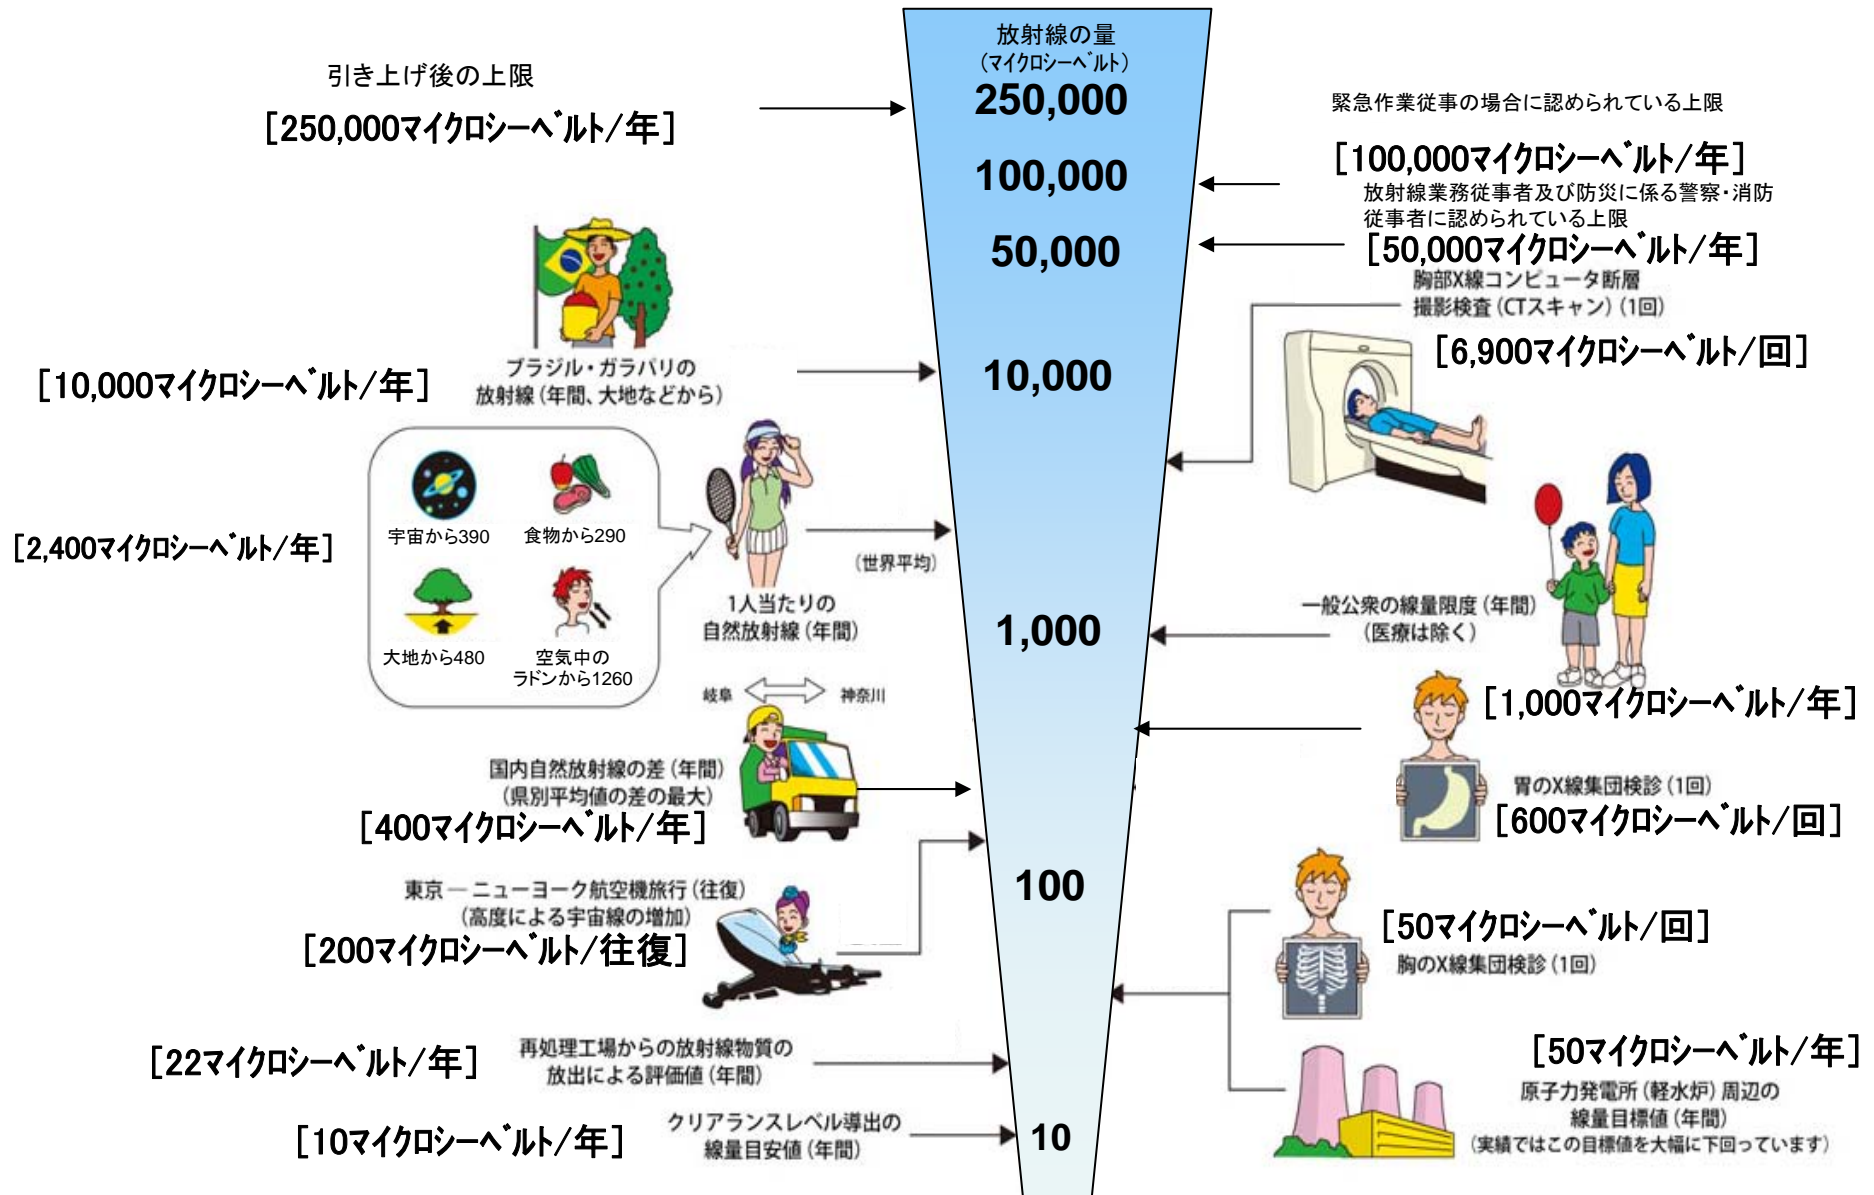 放射線の量
(マイクロシーベルト)
250,000
100,000
50,000
10,000
1,000
100
10
引き上げ後の上限
[250,000マイクロシーベルト/年]
ブラジル・ガラパリの
放射線(年間、大地などから)
[10,000マイクロシーベルト/年]
宇宙から390
食物から290
大地から480
空気中の
ラドンから1260
[2,400マイクロシーベルト/年]
(世界平均)
1人当たりの
自然放射線(年間)
岐阜
神奈川
国内自然放射線の差(年間)
(県別平均値の差の最大)
[400マイクロシーベルト/年]
東京―ニューヨーク航空機旅行(往復)
(高度による宇宙線の増加)
[200マイクロシーベルト/往復]
[22マイクロシーベルト/年]
再処理工場からの放射線物質の
放出による評価値(年間)
[10マイクロシーベルト/年]
クリアランスレベル導出の
線量目安値(年間)
緊急作業従事の場合に認められている上限
[100,000マイクロシーベルト/年]
放射線業務従事者及び防災に係る警察・消防
従事者に認められている上限
[50,000マイクロシーベルト/年]
胸部X線コンピュータ断層
撮影検査(CTスキャン)(1回)
[6,900マイクロシーベルト/回]
一般公衆の線量限度(年間)
(医療は除く)
[1,000マイクロシーベルト/年]
胃のX線集団検診(1回)
[600マイクロシーベルト/回]
[50マイクロシーベルト/回]
胸のX線集団検診(1回)
[50マイクロシーベルト/年]
原子力発電所(軽水炉)周辺の
線量目標値(年間)
(実績ではこの目標値を大幅に下回っています)